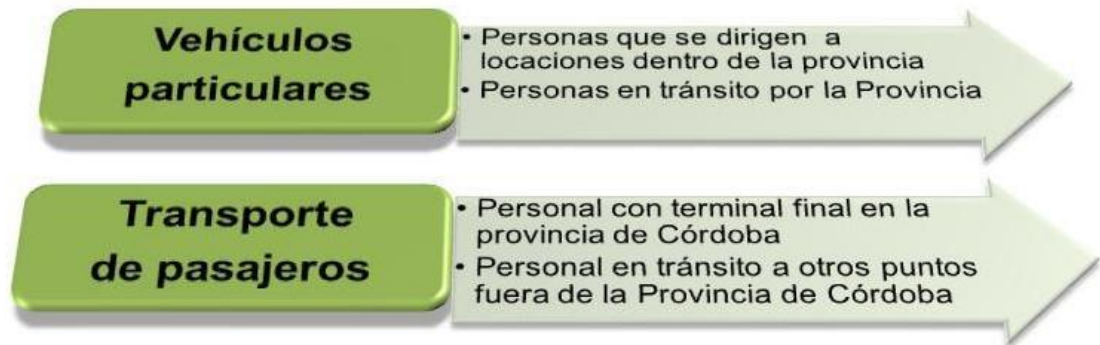 Vehículos
particulares
• Personas que se dirigen a
locaciones dentro de la provincia
• Personas en tránsito por la Provincia
Transporte
de pasajeros
• Personal con terminal final en la
provincia de Córdoba
• Personal en tránsito a otros puntos
fuera de la Provincia de Córdoba